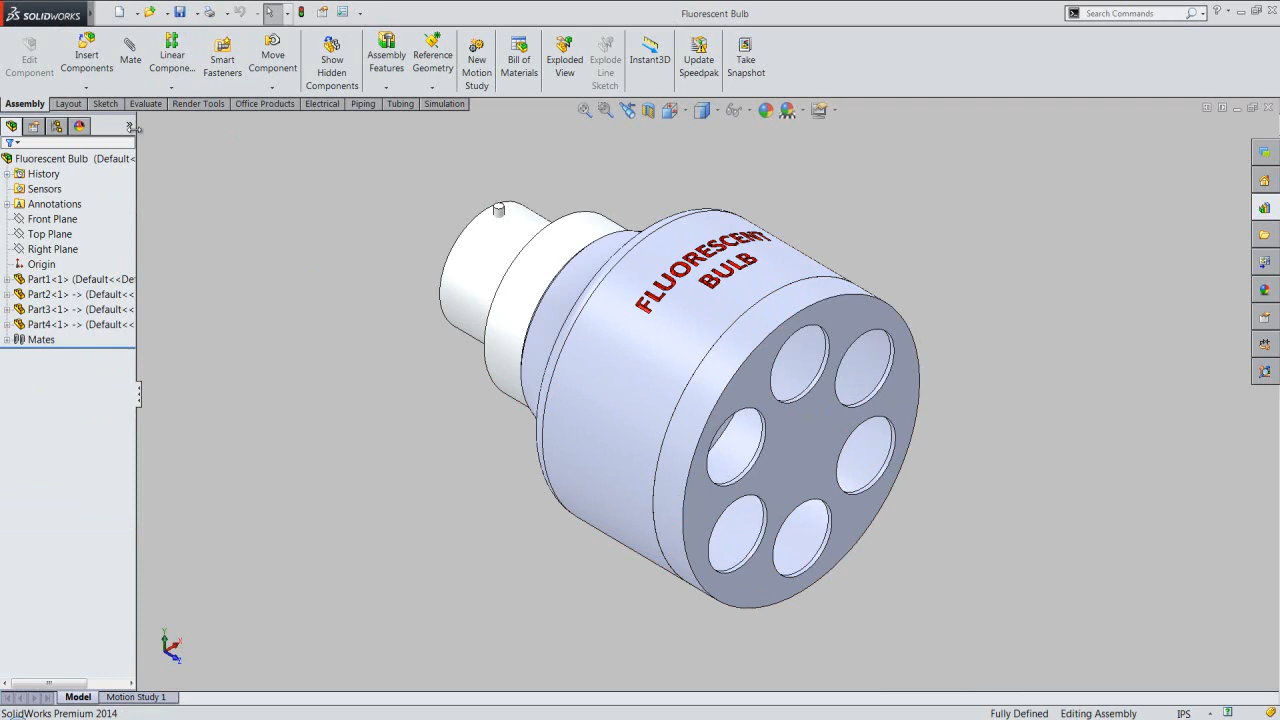 SOLIDWORKS
Fluorescent Bulb
Search Commands
Edit Component
Insert Components
Mate
Linear Compone...
Smart Fasteners
Move Component
Show Hidden Components
Assembly Features
Reference Geometry
New Motion Study
Bill of Materials
Exploded View
Explode Line Sketch
Instant3D
Update Speedpak
Take Snapshot
Assembly Layout Sketch Evaluate Render Tools Office Products Electrical Piping Tubing Simulation
Fluorescent Bulb (Default<
History
Sensors
Annotations
Front Plane
Top Plane
Right Plane
Origin
Part1<1> (Default<<De
Part2<1> -> (Default<<
Part3<1> -> (Default<<
Part4<1> -> (Default<<
Mates
FLUORESCENT
BULB
Y
X
Z
Model Motion Study 1
SolidWorks Premium 2014
Fully Defined Editing Assembly IPS